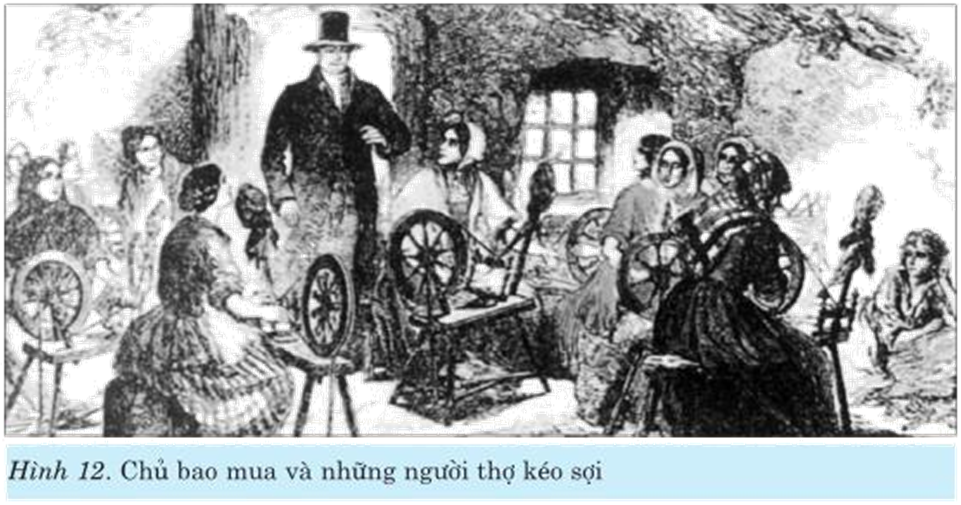 Hình 12. Chủ bao mua và những người thợ kéo sợi